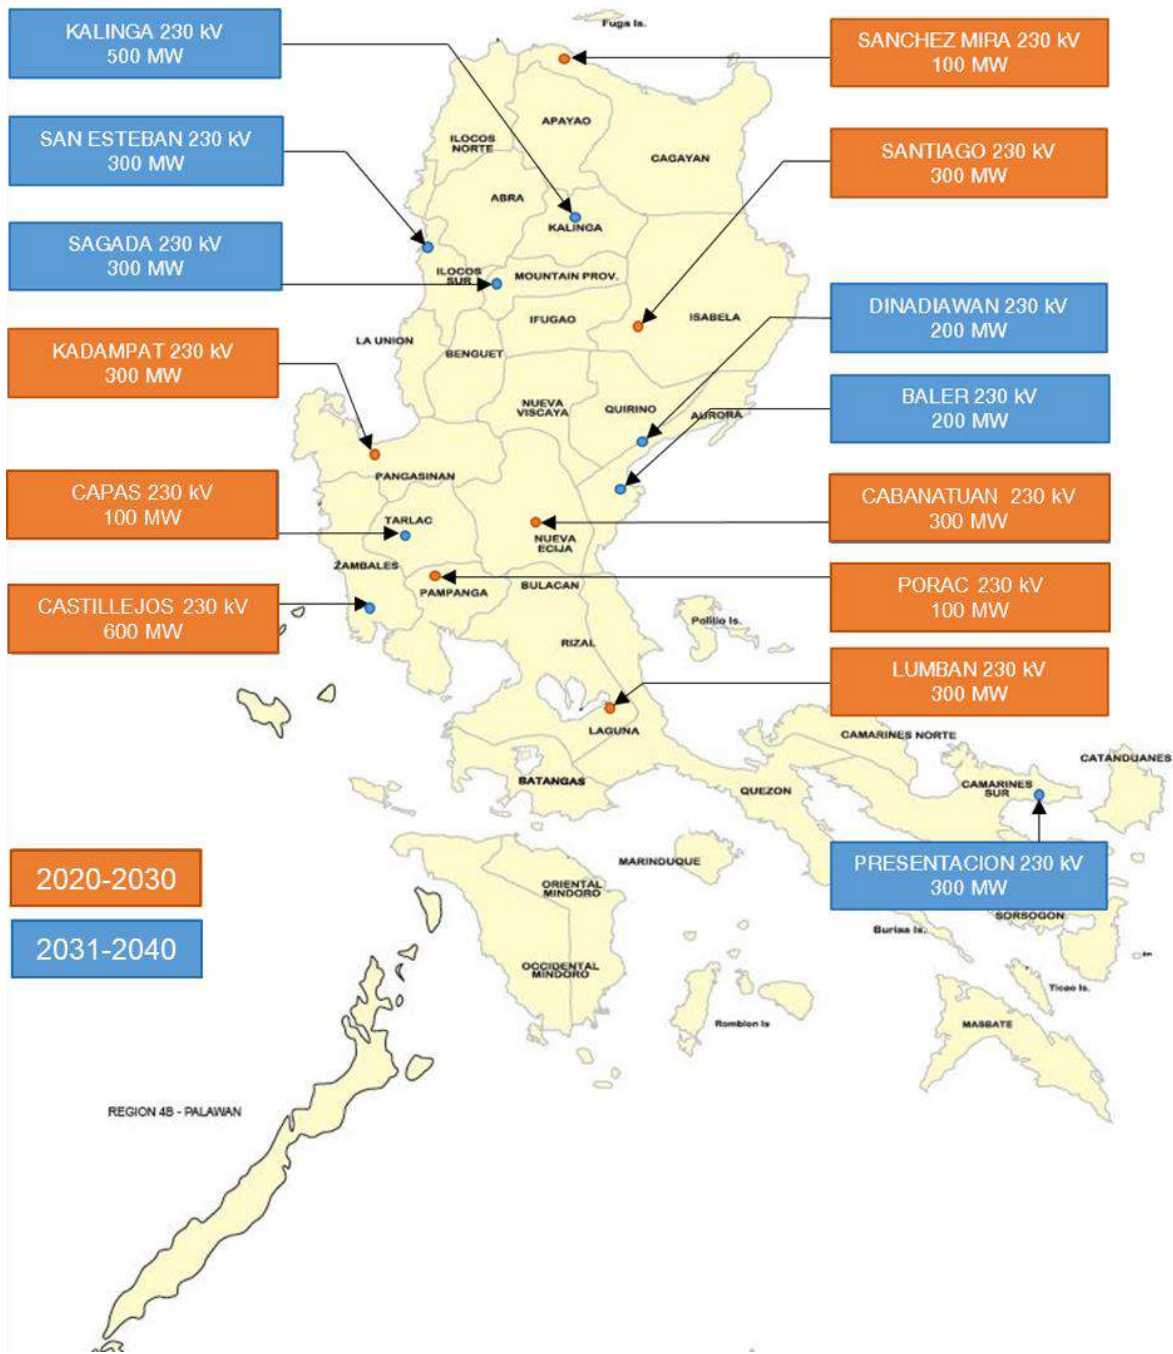 Fuga Is.
KALINGA 230 kV
500 MW
SANCHEZ MIRA 230 kV
100 MW
APAYAO
ILOCOS
NORTE
CAGAYAN
SAN ESTEBAN 230 kV
300 MW
SANTIAGO 230 kV
300 MW
ABRA
KALINGA
SAGADA 230 kV
300 MW
ILOCOS
SUR
MOUNTAIN PROV.
IFUGAO
ISABELA
DINADIAWAN 230 kV
200 MW
LA UNION
BENGUET
KADAMPAT 230 kV
300 MW
NUEVA
VISCAYA
QUIRINO
AURORA
BALER 230 kV
200 MW
PANGASINAN
CAPAS 230 kV
100 MW
TARLAC
NUEVA
ECIJA
CABANATUAN 230 kV
300 MW
ZAMBALES
PAMPANGA
BULACAN
PORAC 230 kV
100 MW
CASTILLEJOS 230 kV
600 MW
Polillo Is.
RIZAL
LUMBAN 230 kV
300 MW
LAGUNA
CAMARINES NORTE
CATANDUANES
BATANGAS
QUEZON
CAMARINES
SUR
MARINDUQUE
PRESENTACION 230 kV
300 MW
2020-2030
ORIENTAL
MINDORO
SORSOGON
Burias Is.
2031-2040
OCCIDENTAL
MINDORO
Ticao Is.
Romblon Is
MASBATE
REGION 4B - PALAWAN